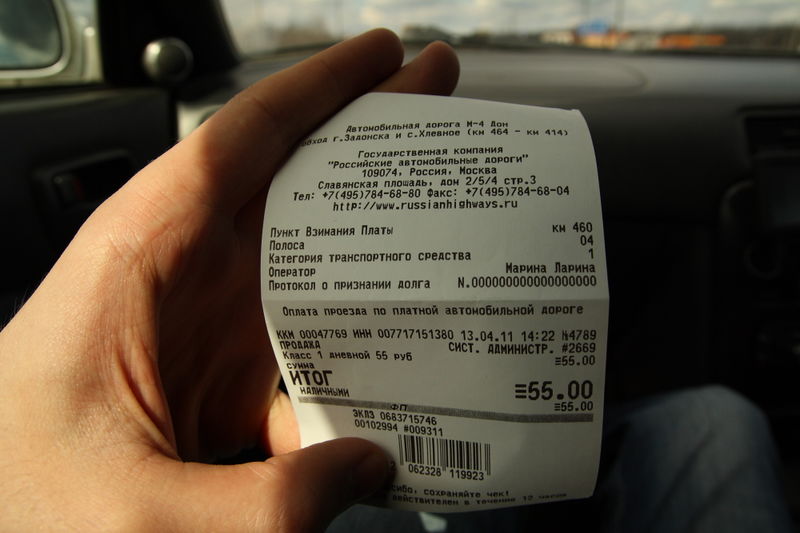 Автомобильная дорога М-4 Дон
обход г.Задонска и с.Хлевное (км 464 - км 414)
Государственная компания
"Российские автомобильные дороги"
109074, Россия, Москва
Славянская площадь, дом 2/5/4 стр.3
Тел: +7(495)784-68-80 Факс: +7(495)784-68-04
http://www.russianhighways.ru
Пункт Взимания Платы км 460
Полоса 04
Категория транспортного средства 1
Оператор Марина Ларина
Протокол о признании долга N.000000000000000000
Оплата проезда по платной автомобильной дороге
ККМ 00047769 ИНН 007717151380 13.04.11 14:22 №4789
ПРОДАЖА СИСТ. АДМИНИСТР. #2669
Класс 1 дневной 55 руб ≡55.00
сумма
ИТОГ ≡55.00
НАЛИЧНЫМИ ≡55.00
ФП
ЭКЛЗ 0683715746
00102994 #009311
062328 119923
сохраняйте чек!
действителен в течение 12 часов